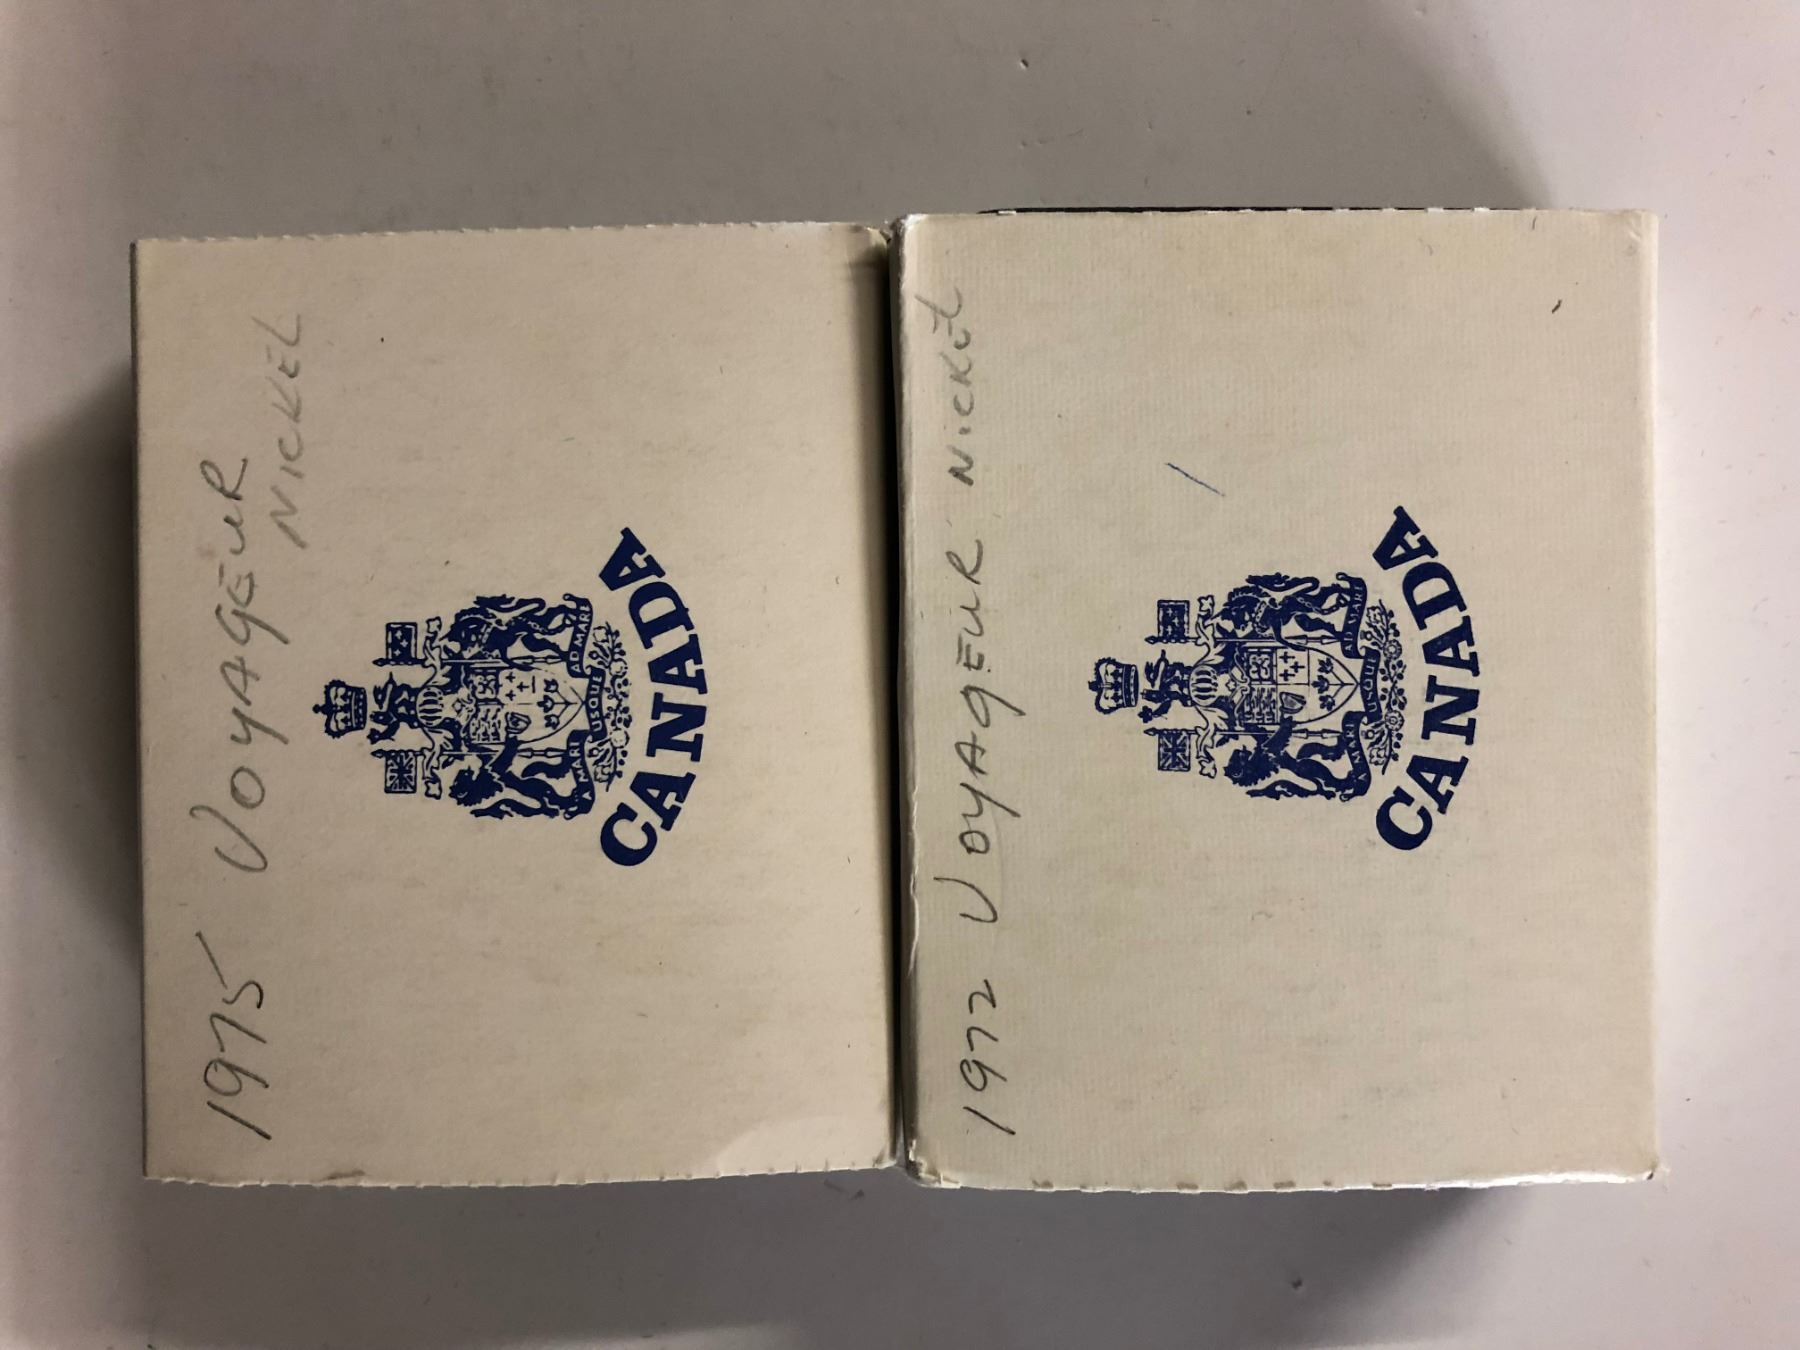 1975 VOYAGEUR
NICKEL
A MARI USQUE AD MARE
CANADA
1972 VOYAGEUR NICKEL
A MARI USQUE AD MARE
CANADA